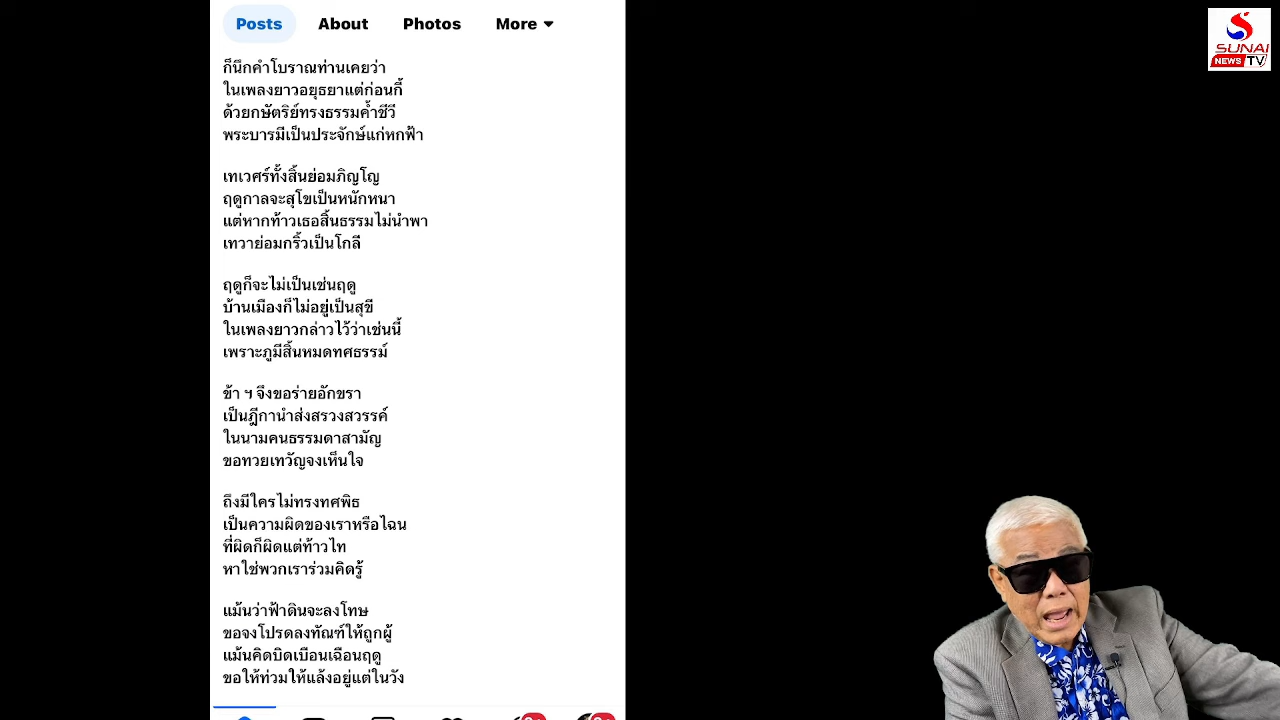 Posts About Photos More
SUNAI
NEWS TV
ก็นึกคำโบราณท่านเคยว่า
ในเพลงยาวอยุธยาแต่ก่อนกี้
ด้วยกษัตริย์ทรงธรรมค้ำชีวี
พระบารมีเป็นประจักษ์แก่หกฟ้า
เทเวศร์ทั้งสิ้นย่อมภิญโญ
ฤดูกาลจะสุโขเป็นหนักหนา
แต่หากท้าวเธอสิ้นธรรมไม่นำพา
เทวาย่อมกริ้วเป็นโกลี
ฤดูก็จะไม่เป็นเช่นฤดู
บ้านเมืองก็ไม่อยู่เป็นสุขี
ในเพลงยาวกล่าวไว้ว่าเช่นนี้
เพราะภูมีสิ้นหมดทศธรรม์
ข้า ฯ จึงขอร่ายอักขรา
เป็นฎีกานำส่งสรวงสวรรค์
ในนามคนธรรมดาสามัญ
ขอทวยเทวัญจงเห็นใจ
ถึงมีใครไม่ทรงทศพิธ
เป็นความผิดของเราหรือไฉน
ที่ผิดก็ผิดแต่ท้าวไท
หาใช่พวกเราร่วมคิดรู้
แม้นว่าฟ้าดินจะลงโทษ
ขอจงโปรดลงทัณฑ์ให้ถูกผู้
แม้นคิดบิดเบือนเฉือนฤดู
ขอให้ท่วมให้แล้งอยู่แต่ในวัง